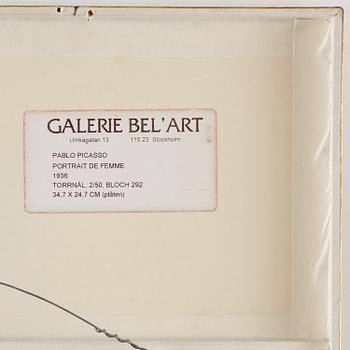 GALERIE BEL'ART
Ulrikagatan 13 115 23 Stockholm
PABLO PICASSO
PORTRAIT DE FEMME
1936
TORRNÅL, 2/50, BLOCH 292
34,7 X 24,7 CM (plåten)